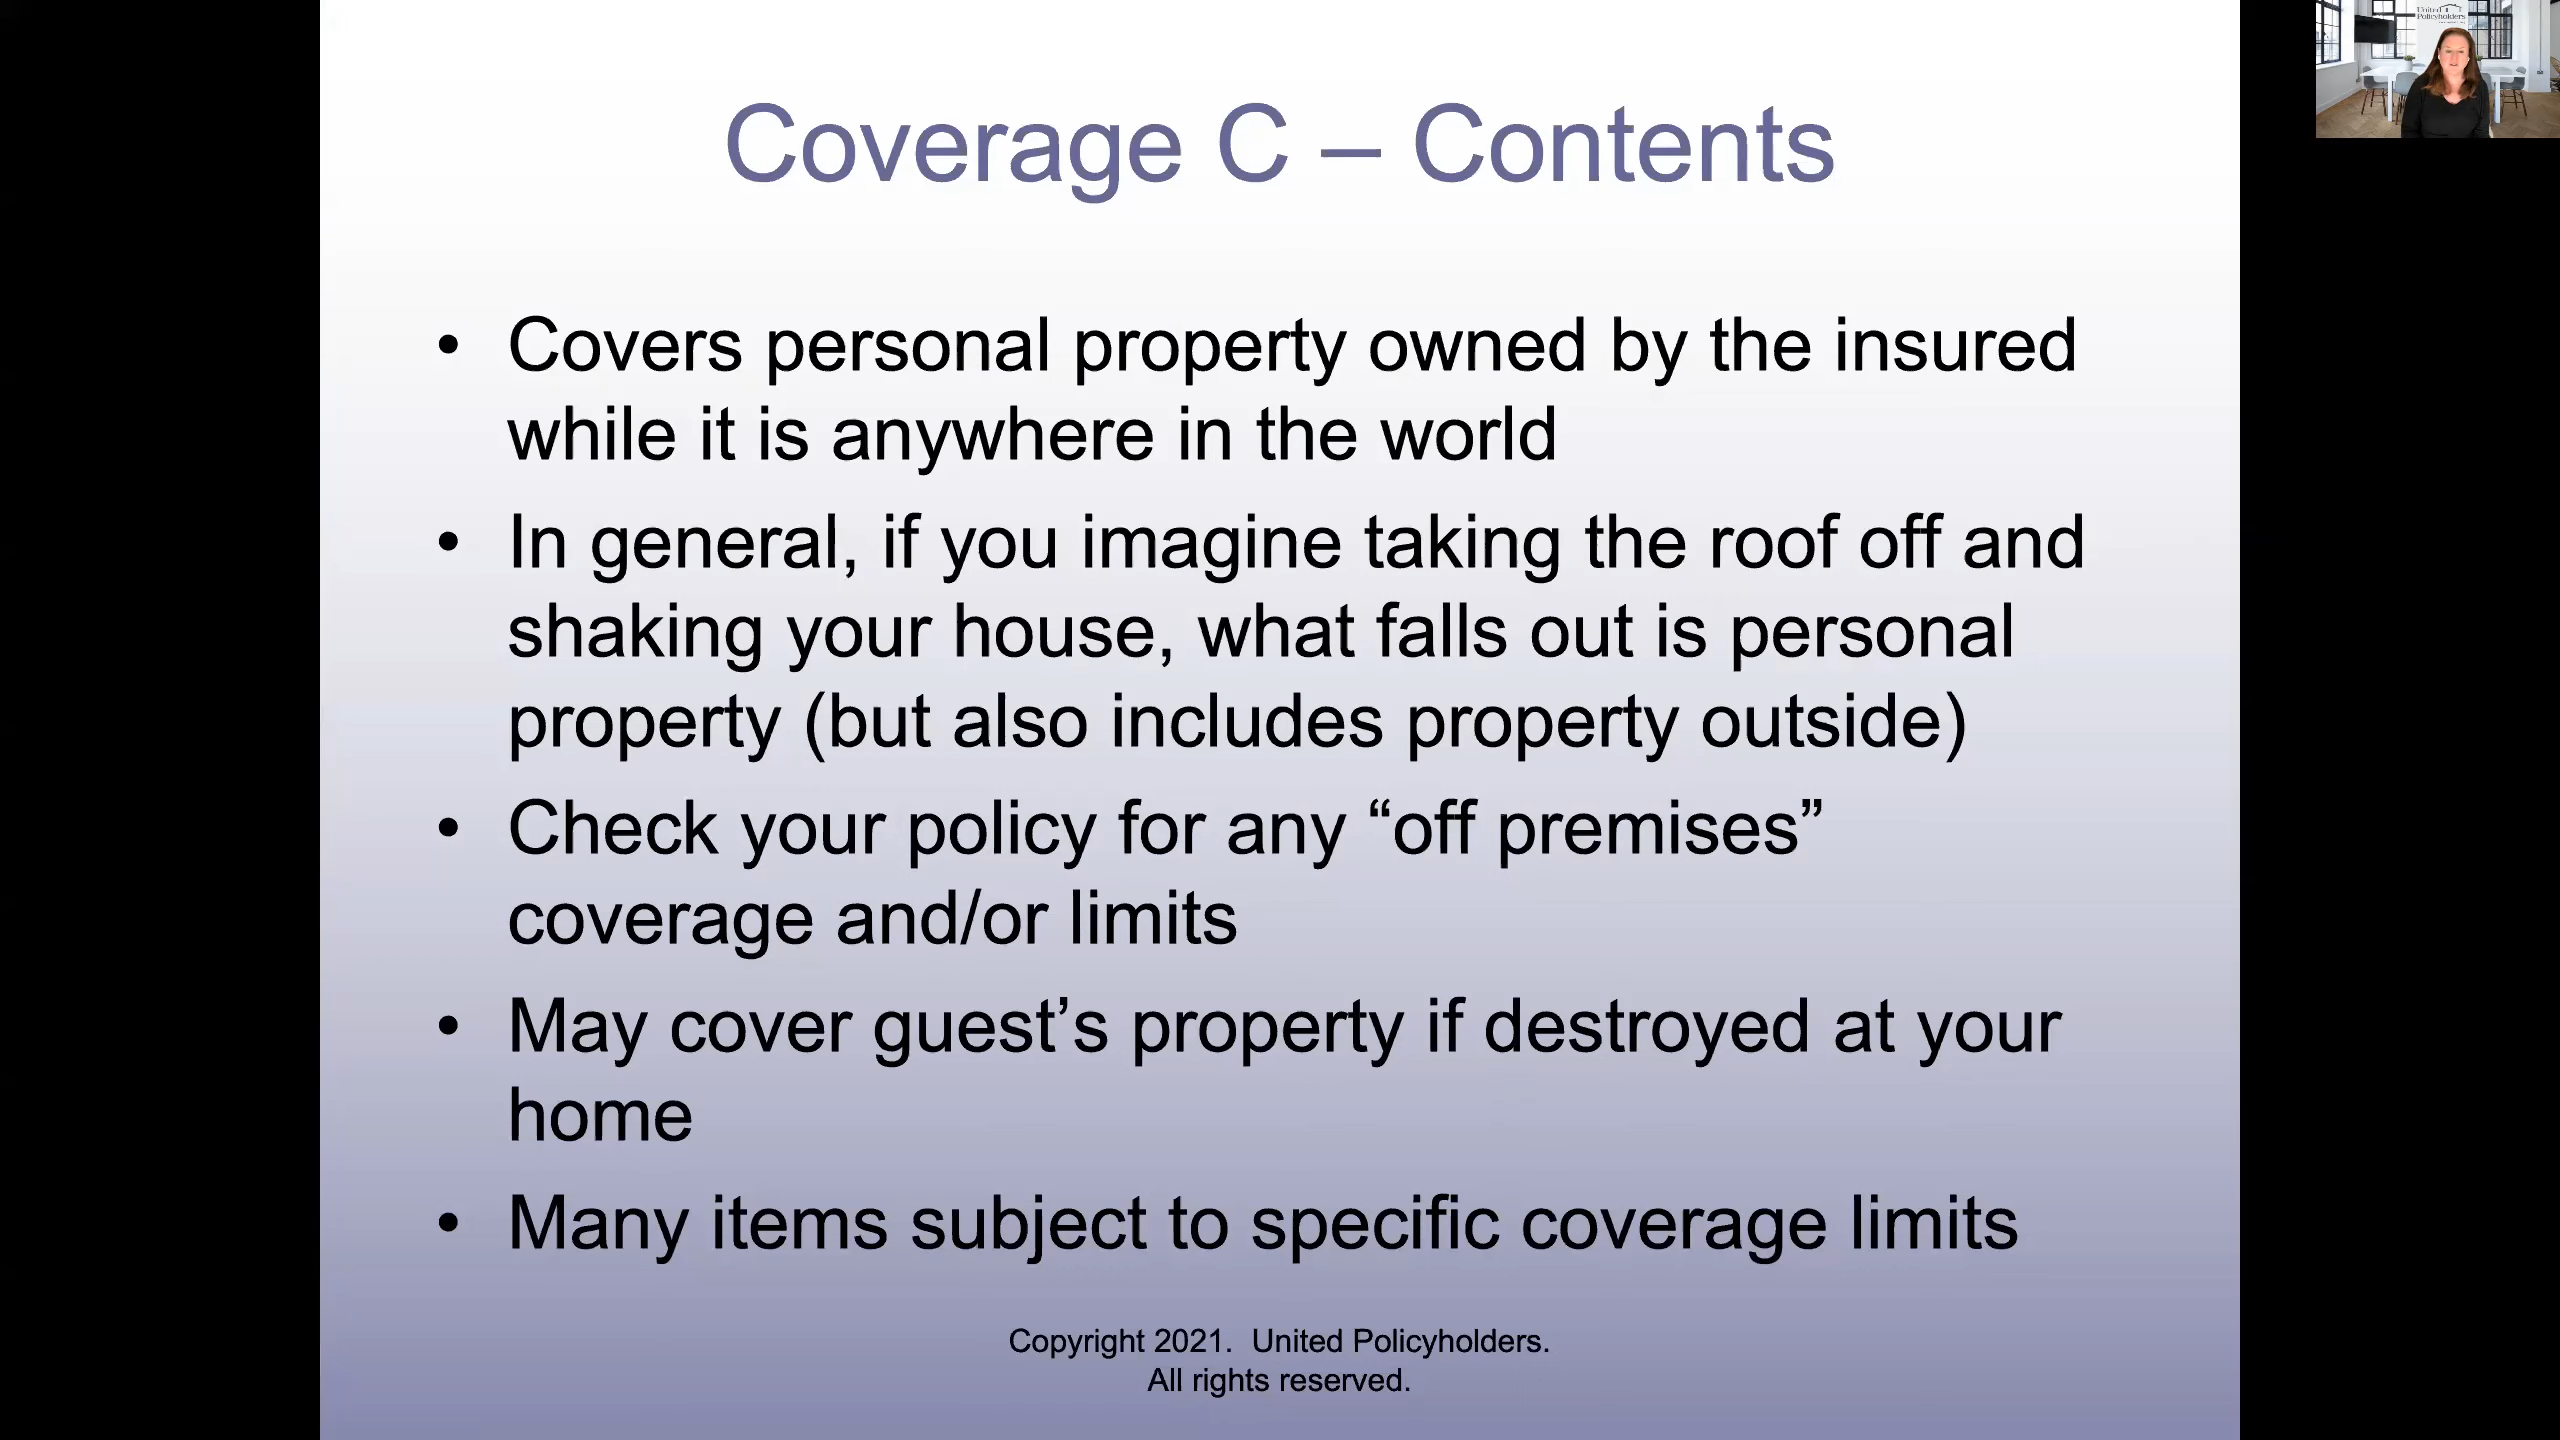 United
Policyholders
Coverage C – Contents
• Covers personal property owned by the insured
while it is anywhere in the world
• In general, if you imagine taking the roof off and
shaking your house, what falls out is personal
property (but also includes property outside)
• Check your policy for any “off premises”
coverage and/or limits
• May cover guest’s property if destroyed at your
home
• Many items subject to specific coverage limits
Copyright 2021.  United Policyholders.
All rights reserved.